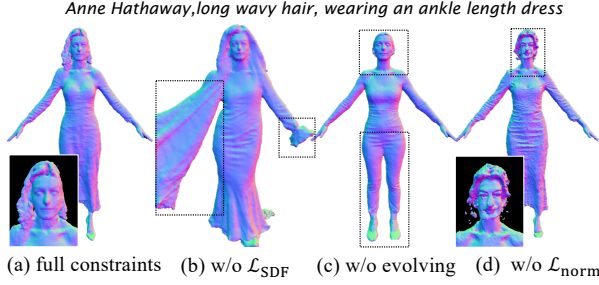 Anne Hathaway,long wavy hair, wearing an ankle length dress
(a) full constraints (b) w/o ℒSDF (c) w/o evolving (d) w/o ℒnorm